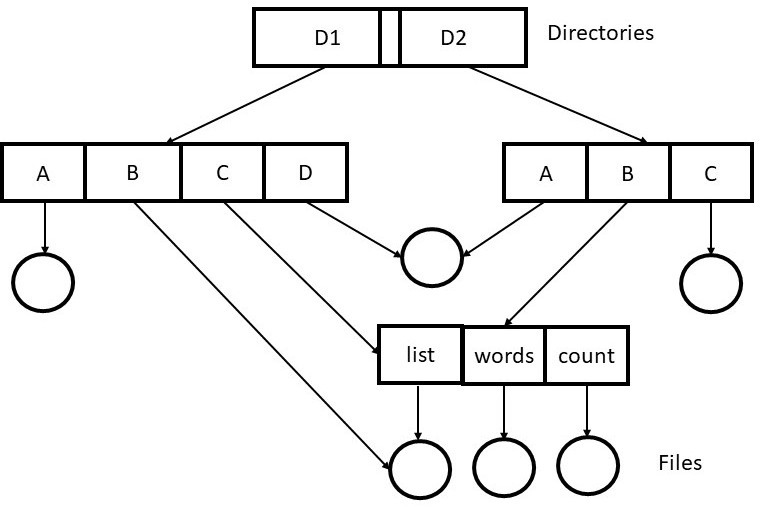 D1 D2 Directories
A B C D A B C
list words count
Files